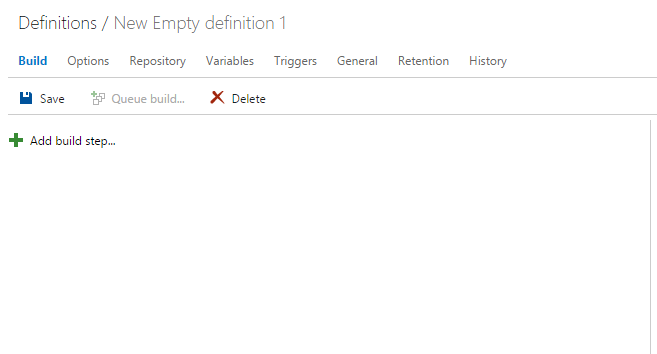 Definitions / New Empty definition 1
Build Options Repository Variables Triggers General Retention History
Save Queue build... Delete
Add build step...